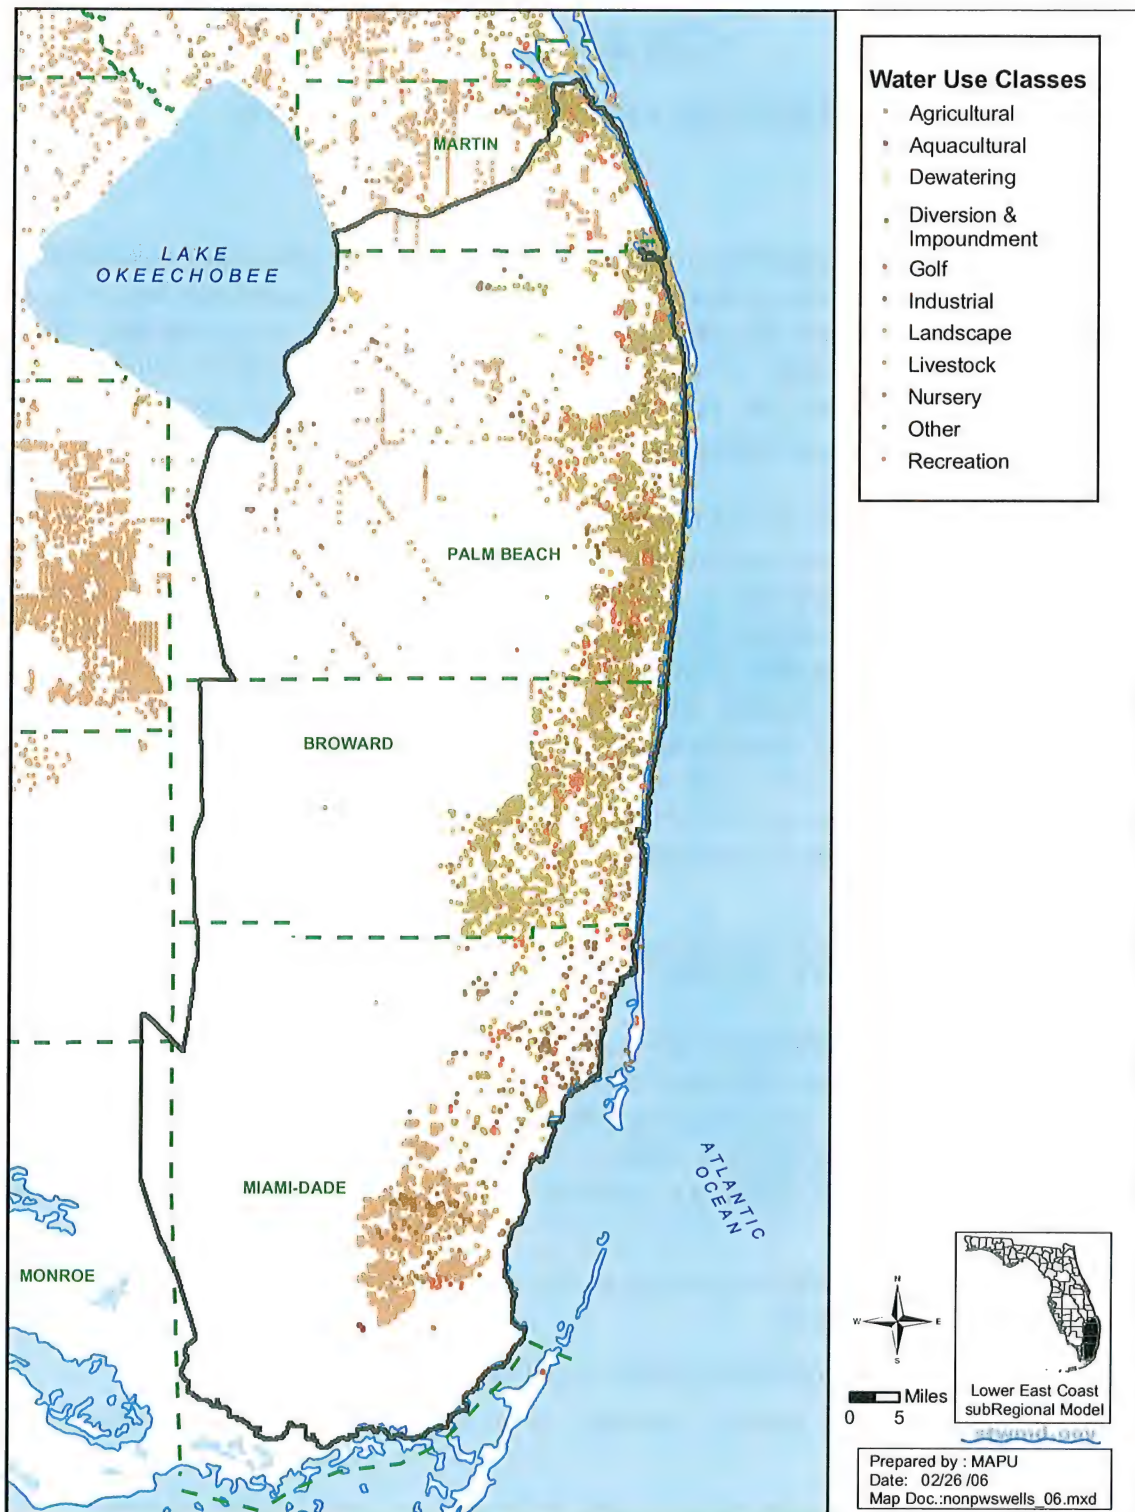 Water Use Classes
Agricultural
Aquacultural
Dewatering
Diversion &
Impoundment
Golf
Industrial
Landscape
Livestock
Nursery
Other
Recreation
MARTIN
LAKE
OKEECHOBEE
PALM BEACH
BROWARD
MIAMI-DADE
MONROE
ATLANTIC
OCEAN
N
W E
S
Miles
0 5
Lower East Coast
subRegional Model
sfwmd.gov
Prepared by : MAPU
Date: 02/26 /06
Map Doc.:nonpwswells_06.mxd